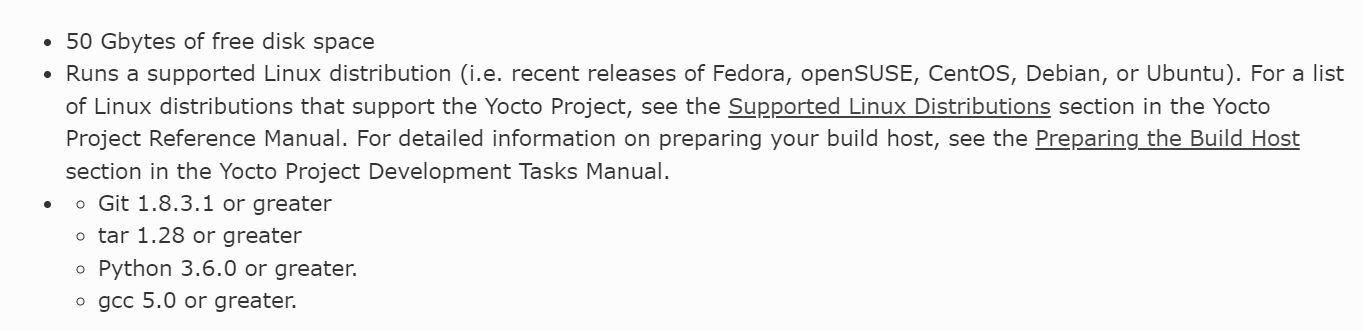 • 50 Gbytes of free disk space
• Runs a supported Linux distribution (i.e. recent releases of Fedora, openSUSE, CentOS, Debian, or Ubuntu). For a list
of Linux distributions that support the Yocto Project, see the Supported Linux Distributions section in the Yocto
Project Reference Manual. For detailed information on preparing your build host, see the Preparing the Build Host
section in the Yocto Project Development Tasks Manual.
• ◦ Git 1.8.3.1 or greater
◦ tar 1.28 or greater
◦ Python 3.6.0 or greater.
◦ gcc 5.0 or greater.